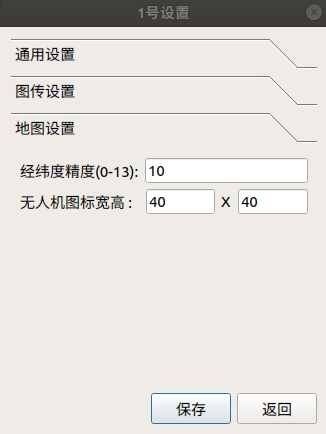 1号设置
通用设置
图传设置
地图设置
经纬度精度(0-13): 10
无人机图标宽高： 40 X 40
保存 返回